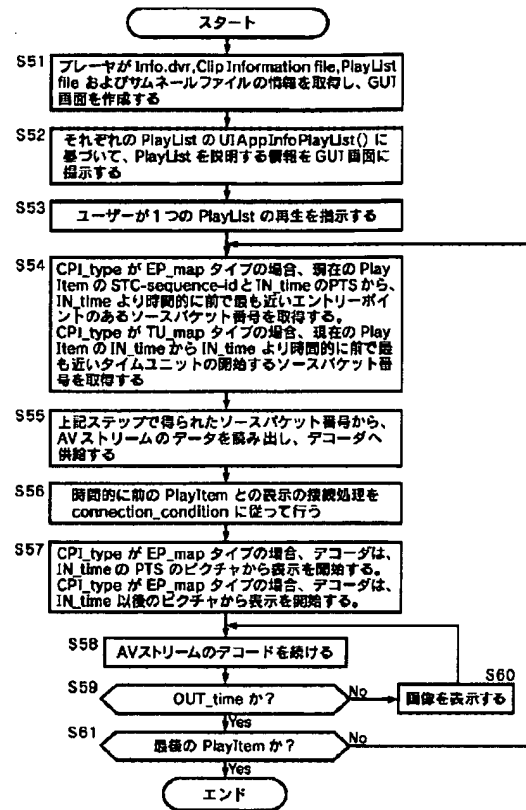 スタート
S51
プレーヤが Info.dvr,Clip Information file,PlayList
file およびサムネールファイルの情報を取得し、GUI
画面を作成する
S52
それぞれの PlayList の UIAppInfoPlayList() に
基づいて、PlayList を説明する情報を GUI 画面に
提示する
S53
ユーザーが1つの PlayList の再生を指示する
S54
CPI_type が EP_map タイプの場合、現在の Play
Item の STC-sequence-id と IN_time のPTSから、
IN_time より時間的に前で最も近いエントリーポイ
ントのあるソースパケット番号を取得する。
CPI_type が TU_map タイプの場合、現在の Play
Item の IN_time から IN_time より時間的に前で最
も近いタイムユニットの開始するソースパケット番
号を取得する
S55
上記ステップで得られたソースパケット番号から、
AVストリームのデータを読み出し、デコーダへ
供給する
S56
時間的に前の PlayItem との表示の接続処理を
connection_condition に従って行う
S57
CPI_type が EP_map タイプの場合、デコーダは、
IN_timeの PTS のピクチャから表示を開始する。
CPI_type が EP_map タイプの場合、デコーダは、
IN_time 以後のピクチャから表示を開始する。
S58
AVストリームのデコードを続ける
S59
OUT_time か？
No
S60
画像を表示する
Yes
S61
最後の PlayItem か？
No
Yes
エンド